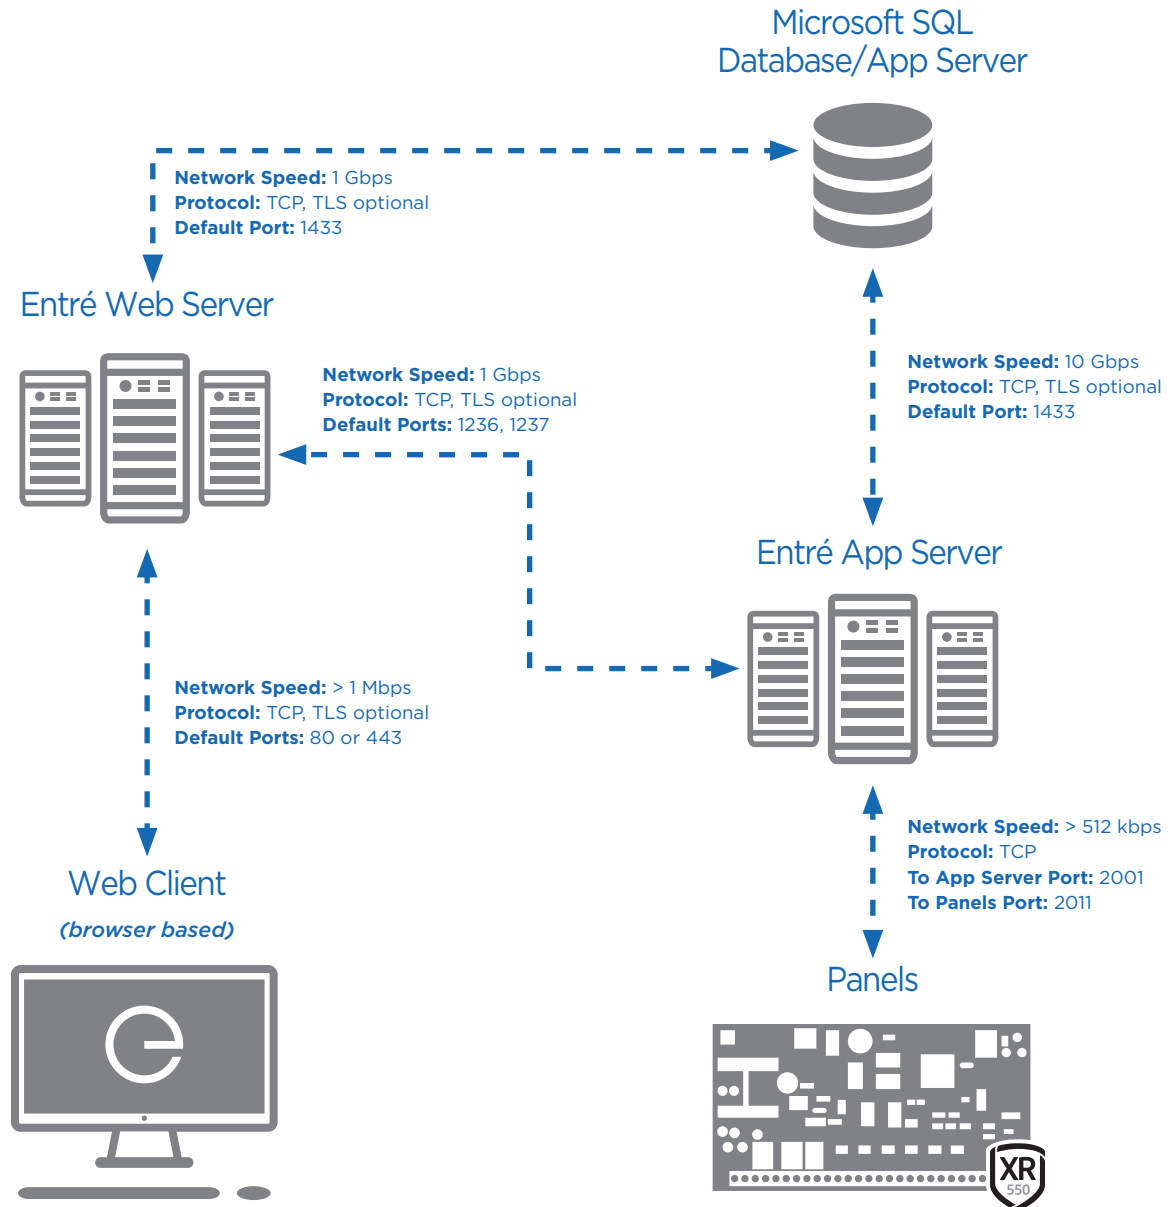 Microsoft SQL
Database/App Server
Network Speed: 1 Gbps
Protocol: TCP, TLS optional
Default Port: 1433
Entré Web Server
Network Speed: 1 Gbps
Protocol: TCP, TLS optional
Default Ports: 1236, 1237
Network Speed: 10 Gbps
Protocol: TCP, TLS optional
Default Port: 1433
Entré App Server
Network Speed: > 1 Mbps
Protocol: TCP, TLS optional
Default Ports: 80 or 443
Network Speed: > 512 kbps
Protocol: TCP
To App Server Port: 2001
To Panels Port: 2011
Web Client
(browser based)
Panels
XR
550